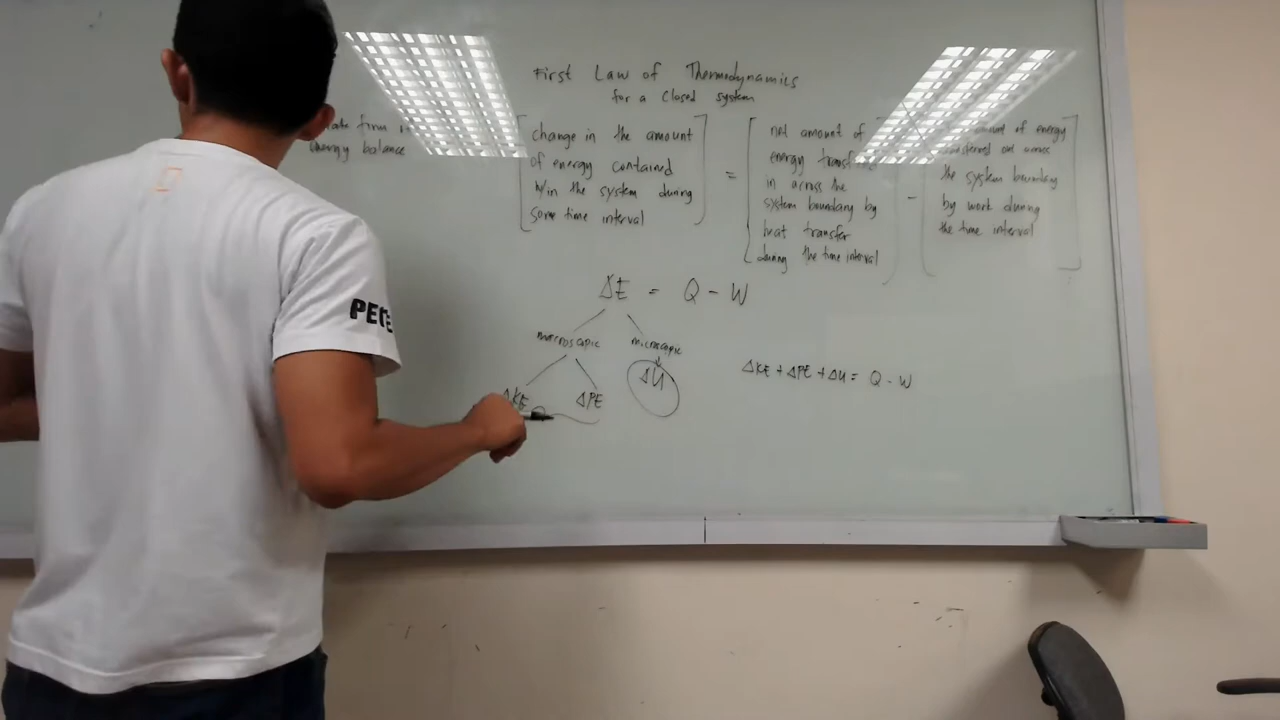 First Law of Thermodynamics
for a closed system
rate form
energy balance
change in the amount
of energy contained
w/in the system during
some time interval
=
net amount of
energy
in across the
system boundary by
heat transfer
during the time interval
-
of energy
out across
the system boundary
by work during
the time interval
ΔE = Q - W
macroscopic
microscopic
ΔKE
ΔPE
ΔU
ΔKE + ΔPE + ΔU = Q - W
PETE